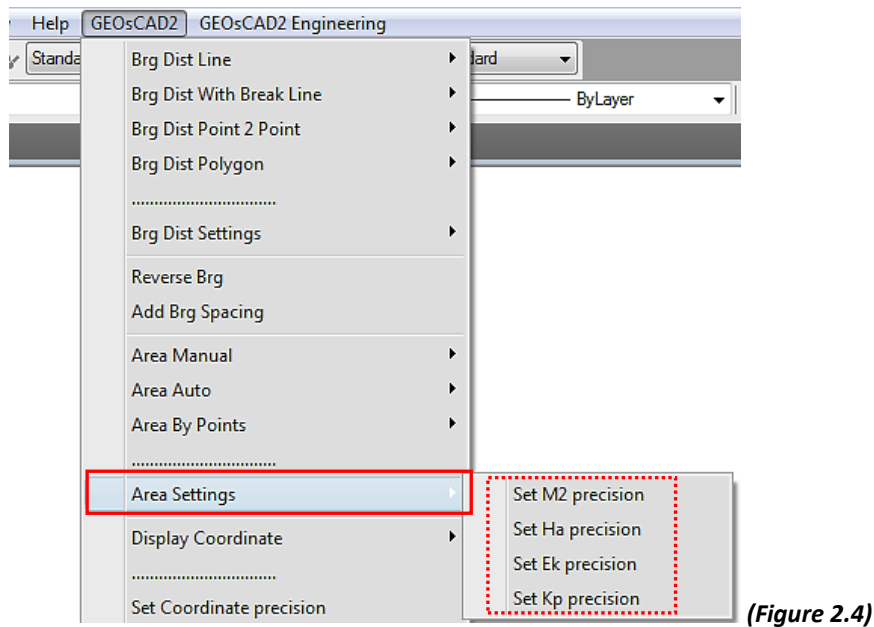 Help GEOsCAD2 GEOsCAD2 Engineering
Standa
dard
ByLayer
Brg Dist Line
Brg Dist With Break Line
Brg Dist Point 2 Point
Brg Dist Polygon
................................
Brg Dist Settings
Reverse Brg
Add Brg Spacing
Area Manual
Area Auto
Area By Points
................................
Area Settings
Set M2 precision
Set Ha precision
Set Ek precision
Set Kp precision
Display Coordinate
................................
Set Coordinate precision
(Figure 2.4)